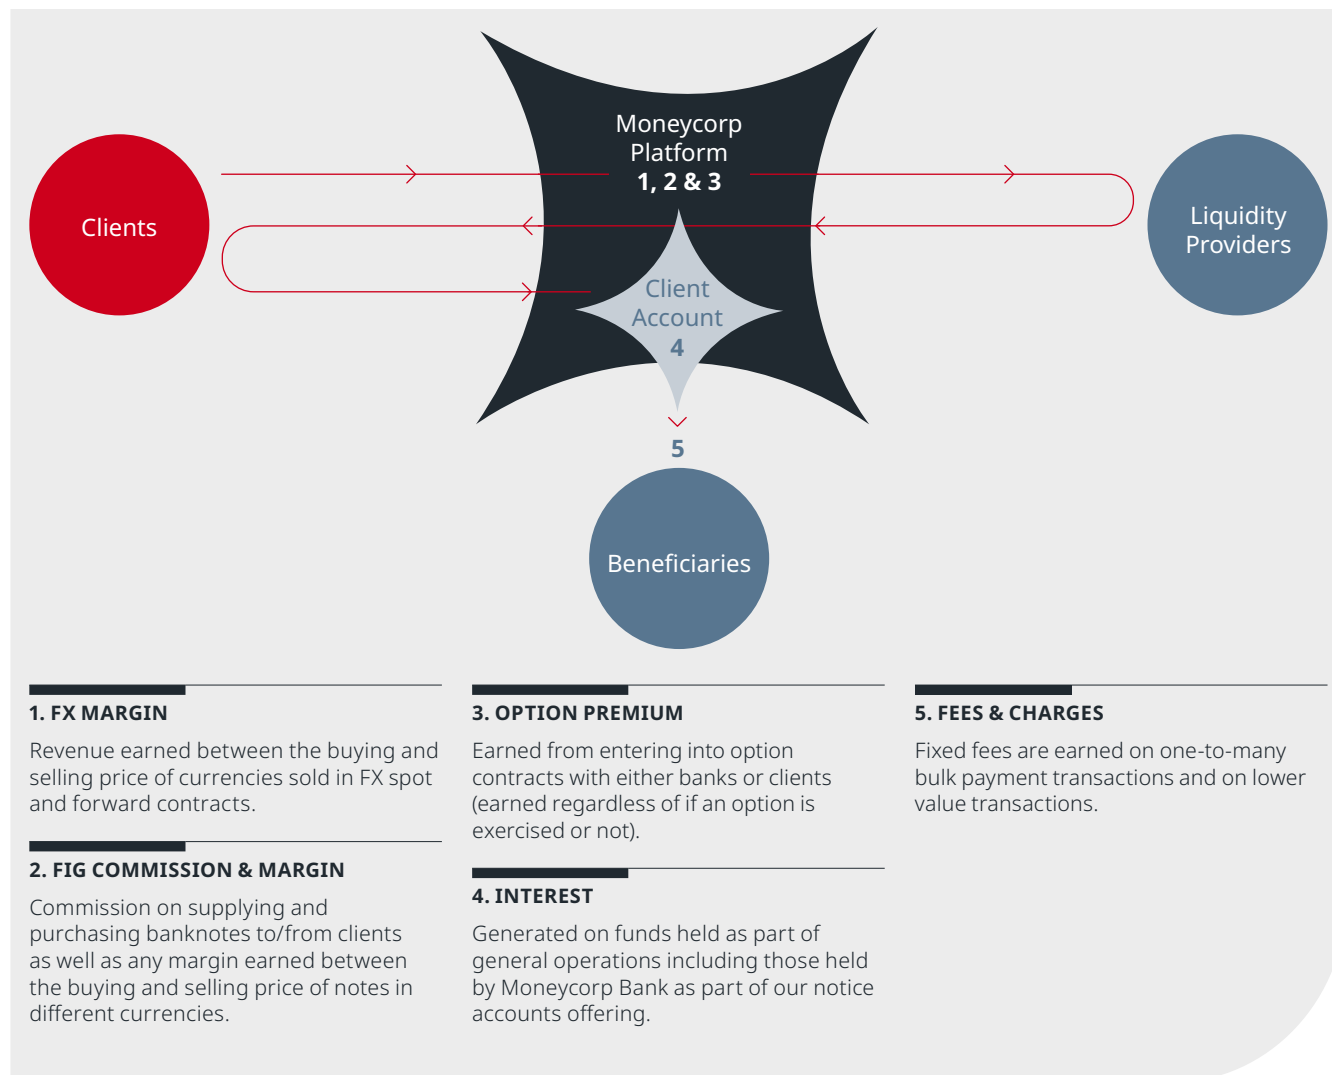 Moneycorp
Platform
1, 2 & 3
Clients
Liquidity
Providers
Client
Account
4
5
Beneficiaries
1. FX MARGIN
Revenue earned between the buying and
selling price of currencies sold in FX spot
and forward contracts.
2. FIG COMMISSION & MARGIN
Commission on supplying and
purchasing banknotes to/from clients
as well as any margin earned between
the buying and selling price of notes in
different currencies.
3. OPTION PREMIUM
Earned from entering into option
contracts with either banks or clients
(earned regardless of if an option is
exercised or not).
4. INTEREST
Generated on funds held as part of
general operations including those held
by Moneycorp Bank as part of our notice
accounts offering.
5. FEES & CHARGES
Fixed fees are earned on one-to-many
bulk payment transactions and on lower
value transactions.